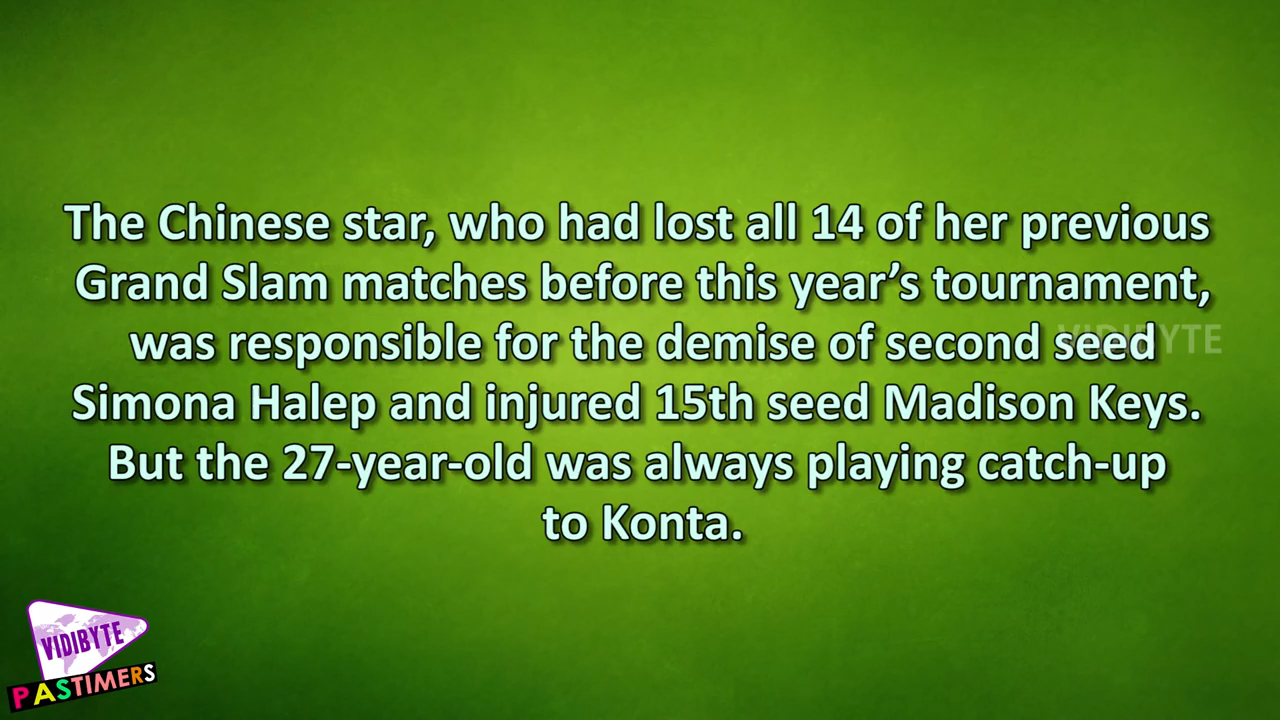 The Chinese star, who had lost all 14 of her previous
Grand Slam matches before this year’s tournament,
was responsible for the demise of second seed
VIDIBYTE
Simona Halep and injured 15th seed Madison Keys.
But the 27-year-old was always playing catch-up
to Konta.
VIDIBYTE
PASTIMERS